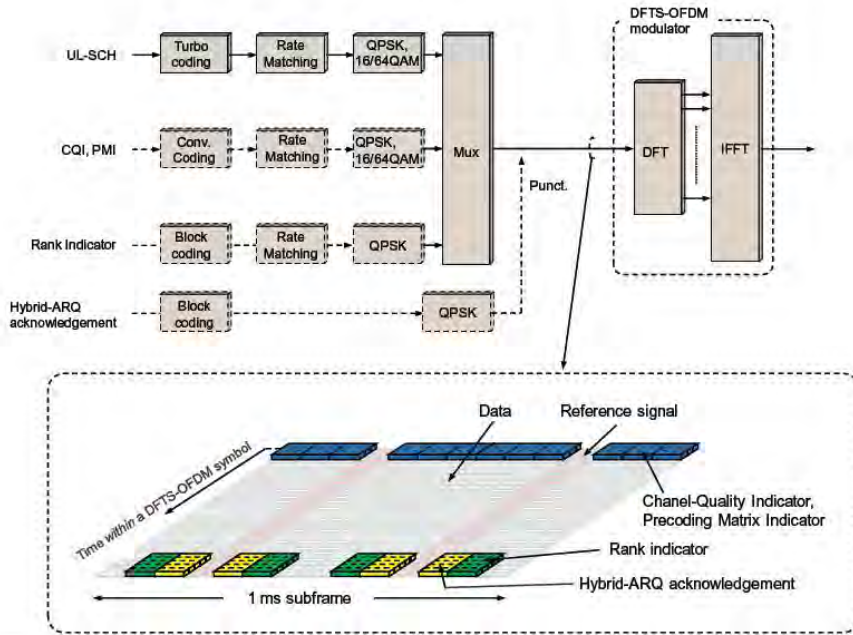 DFTS-OFDM
modulator
UL-SCH
Turbo
coding
Rate
Matching
QPSK,
16/64QAM
CQI, PMI
Conv.
Coding
Rate
Matching
QPSK,
16/64QAM
Mux
DFT
IFFT
Punct.
Rank Indicator
Block
coding
Rate
Matching
QPSK
Hybrid-ARQ
acknowledgement
Block
coding
QPSK
Data
Reference signal
Time within a DFTS-OFDM symbol
Chanel-Quality Indicator,
Precoding Matrix Indicator
Rank indicator
Hybrid-ARQ acknowledgement
1 ms subframe